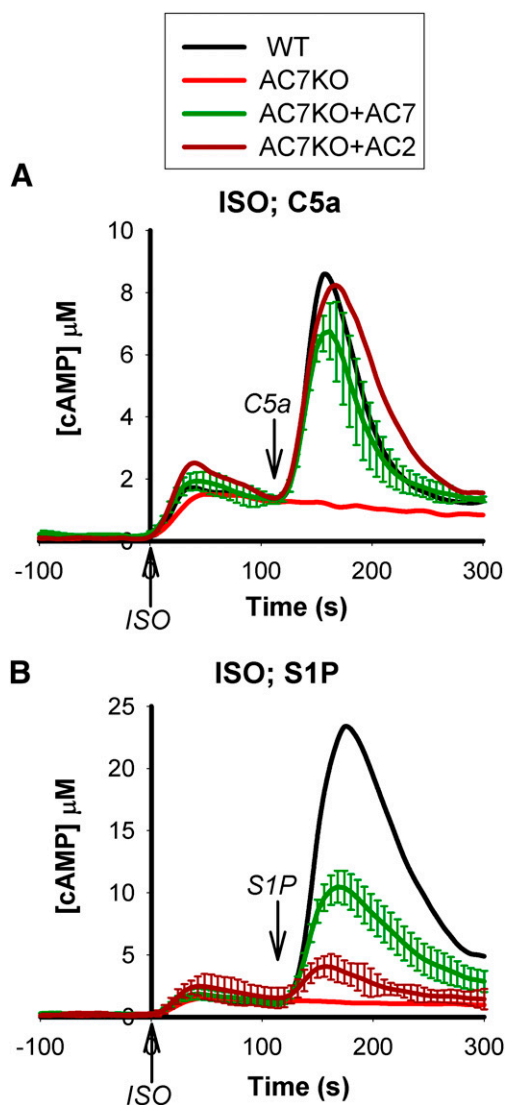 WT
AC7KO
AC7KO+AC7
AC7KO+AC2
A
ISO; C5a
10
8
6
4
2
0
[cAMP] µM
C5a
-100
0
100
200
300
Time (s)
ISO
B
ISO; S1P
25
20
15
10
5
0
[cAMP] µM
S1P
-100
0
100
200
300
Time (s)
ISO